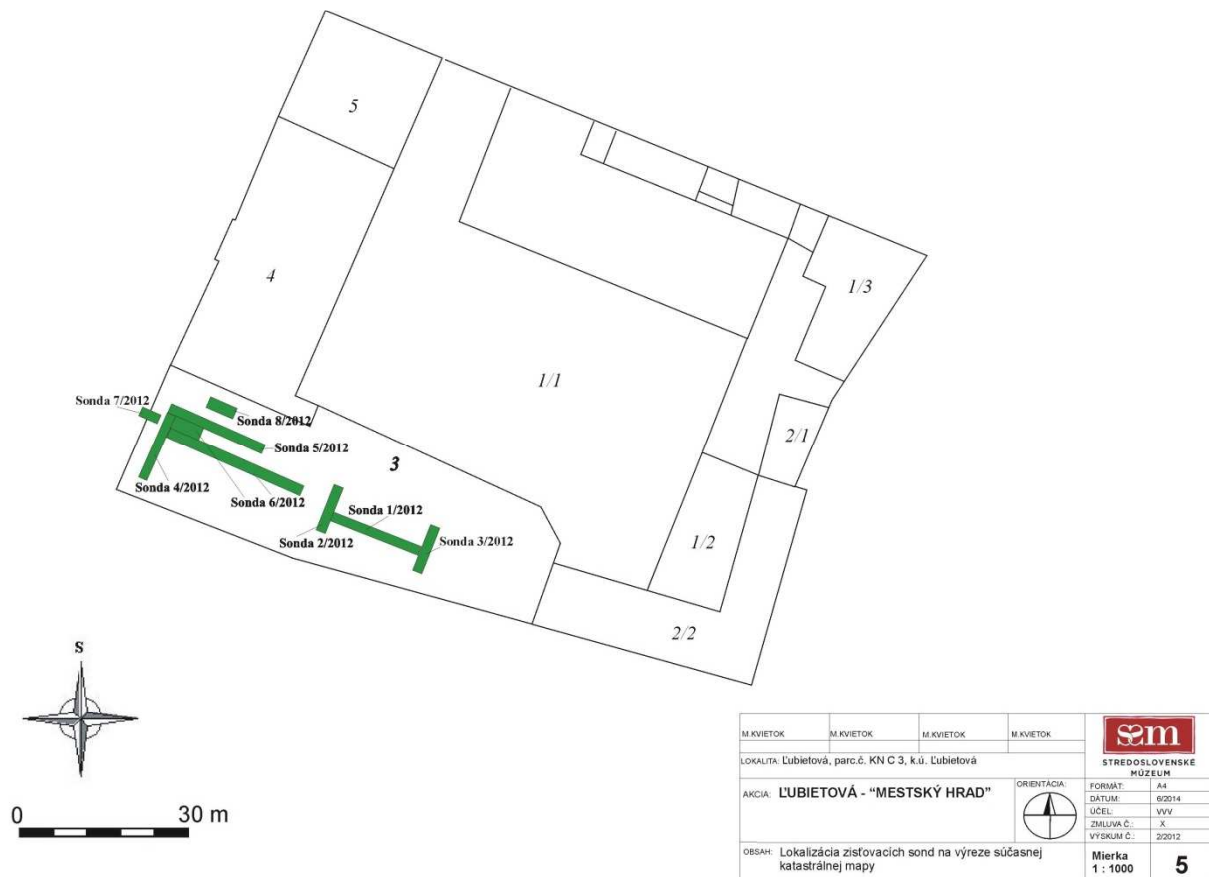 5
4
1/3
1/1
2/1
Sonda 7/2012
Sonda 8/2012
Sonda 5/2012
3
Sonda 4/2012
Sonda 6/2012
Sonda 1/2012
Sonda 2/2012
Sonda 3/2012
1/2
2/2
S
0 30 m
M.KVIETOK M.KVIETOK M.KVIETOK M.KVIETOK
ssm
STREDOSLOVENSKÉ
MÚZEUM
LOKALITA: Ľubietová, parc.č. KN C 3, k.ú. Ľubietová
AKCIA: ĽUBIETOVÁ - “MESTSKÝ HRAD”
ORIENTÁCIA:
FORMÁT: A4
DÁTUM: 6/2014
ÚČEL: VVV
ZMLUVA Č.: X
VÝSKUM Č.: 2/2012
OBSAH: Lokalizácia zisťovacích sond na výreze súčasnej
katastrálnej mapy
Mierka
1 : 1000
5